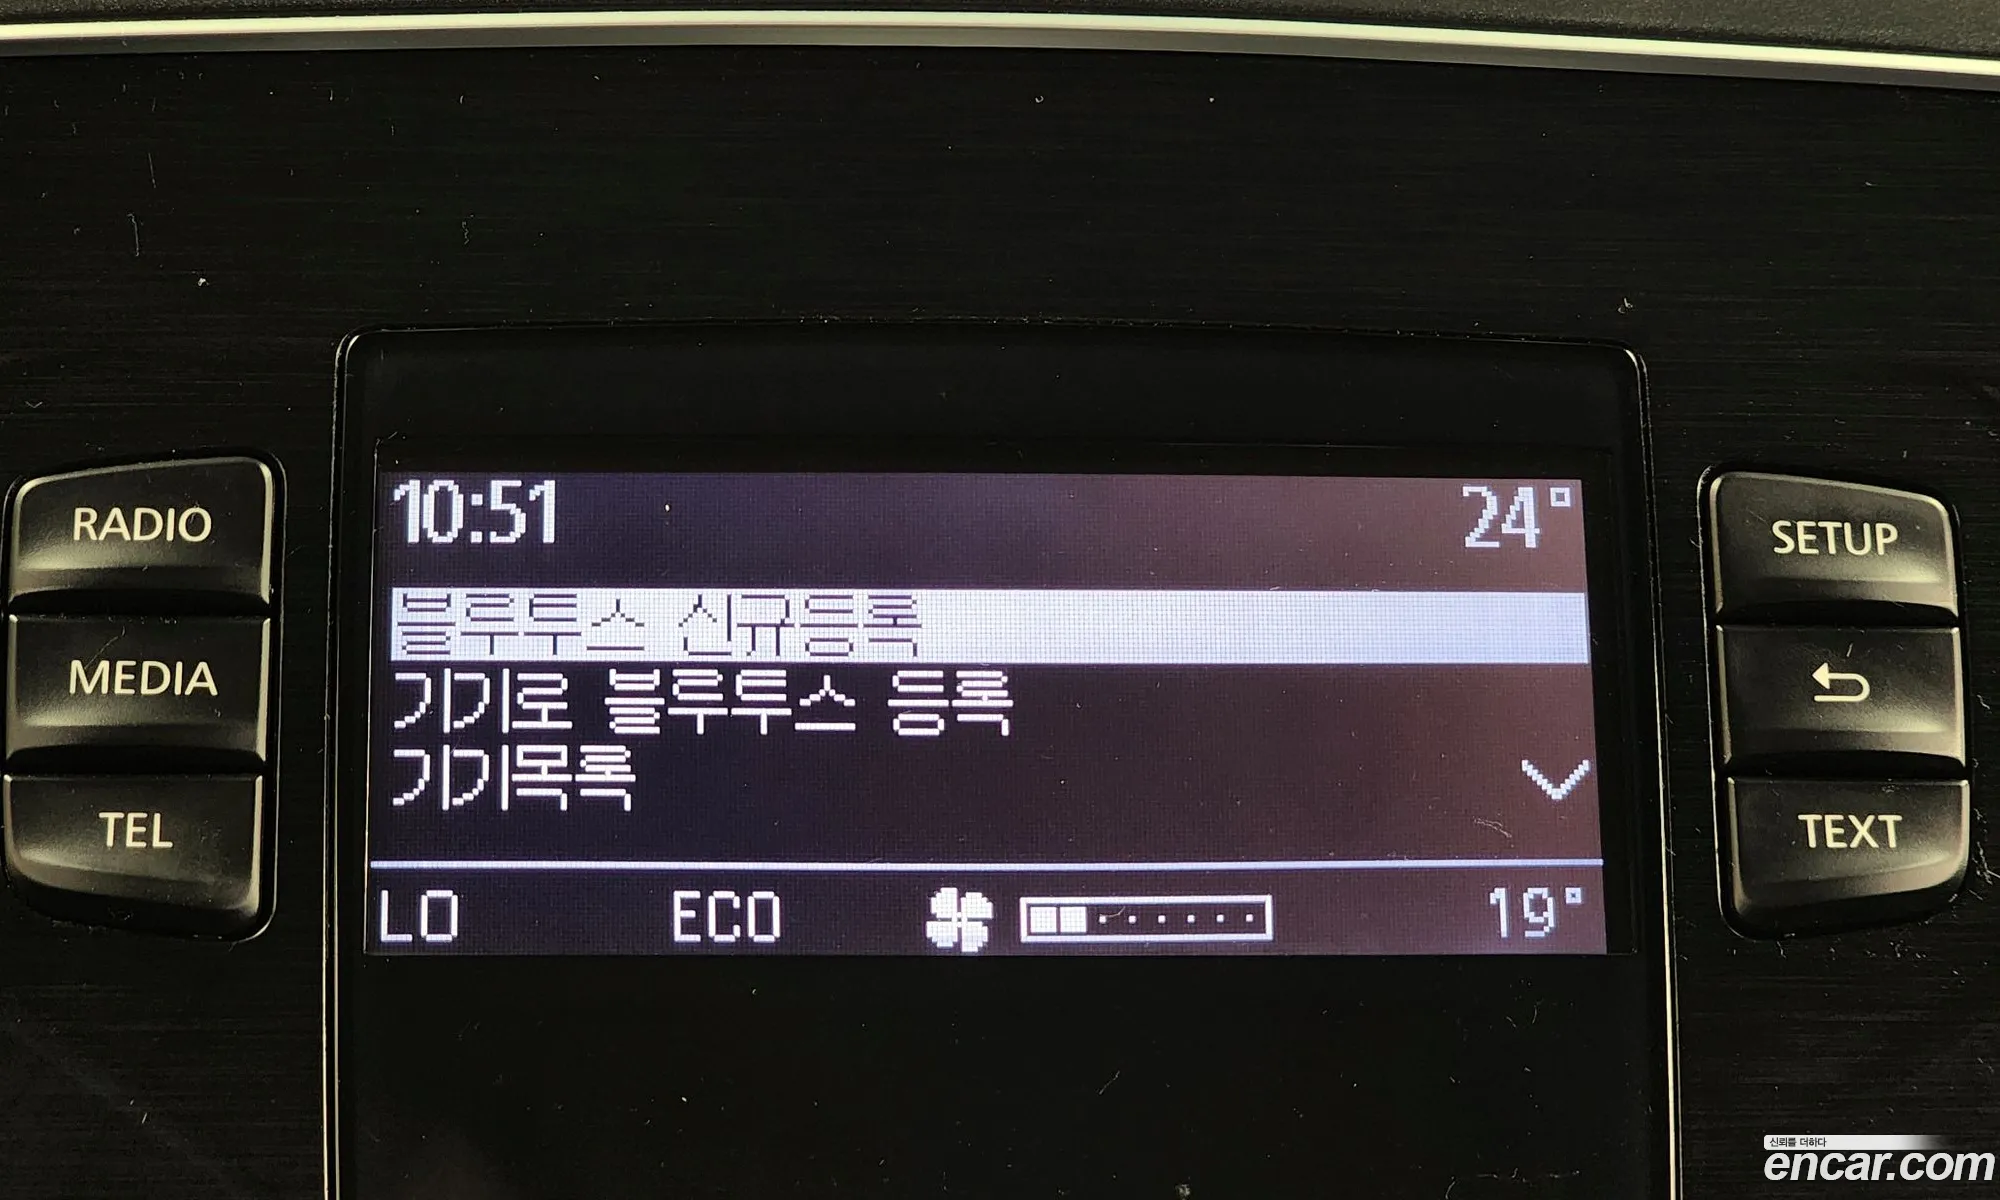 RADIO
MEDIA
TEL
10:51 24°
블루투스 신규등록
기기로 블루투스 등록
기기목록
LO ECO 19°
SETUP
TEXT
신뢰를 더하다
encar.com